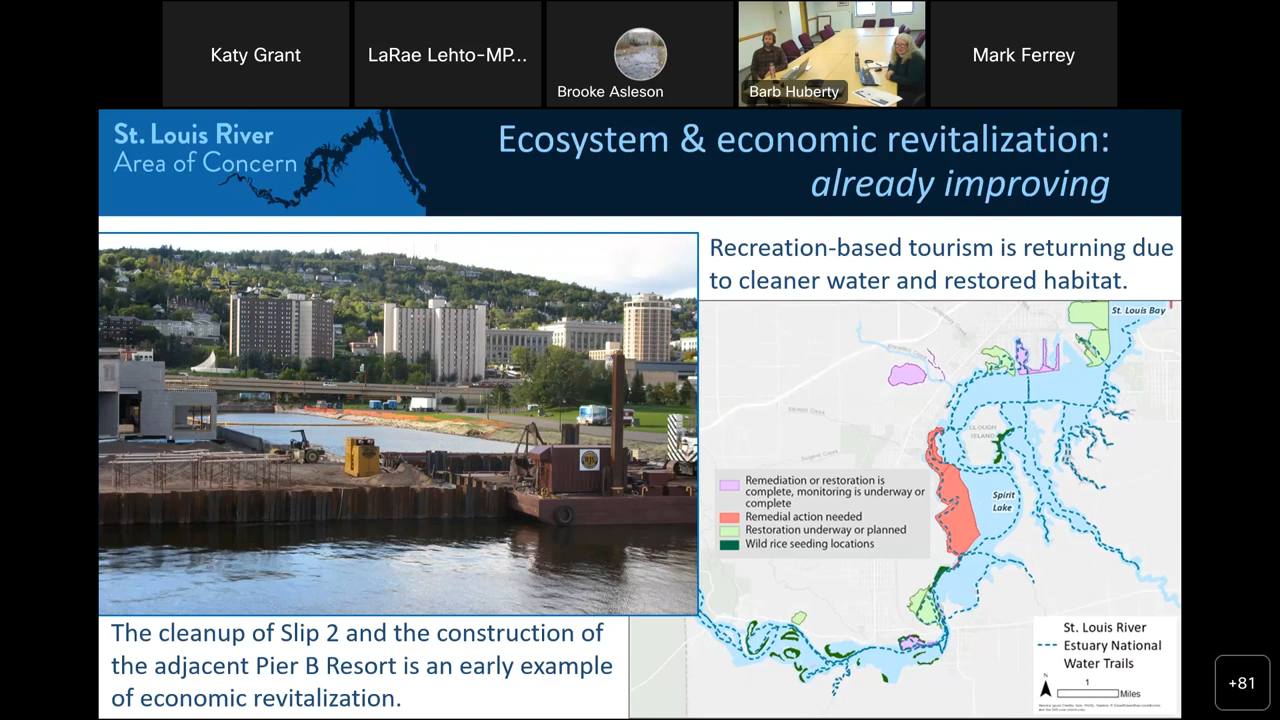 Katy Grant
LaRae Lehto-MP...
Brooke Asleson
Barb Huberty
Mark Ferrey
St. Louis River
Area of Concern
Ecosystem & economic revitalization:
already improving
Recreation-based tourism is returning due
to cleaner water and restored habitat.
St. Louis Bay
CLOUGH
ISLAND
Spirit
Lake
Remediation or restoration is
complete, monitoring is underway or
complete
Remedial action needed
Restoration underway or planned
Wild rice seeding locations
The cleanup of Slip 2 and the construction of
the adjacent Pier B Resort is an early example
of economic revitalization.
St. Louis River
Estuary National
Water Trails
N
1
Miles
+81